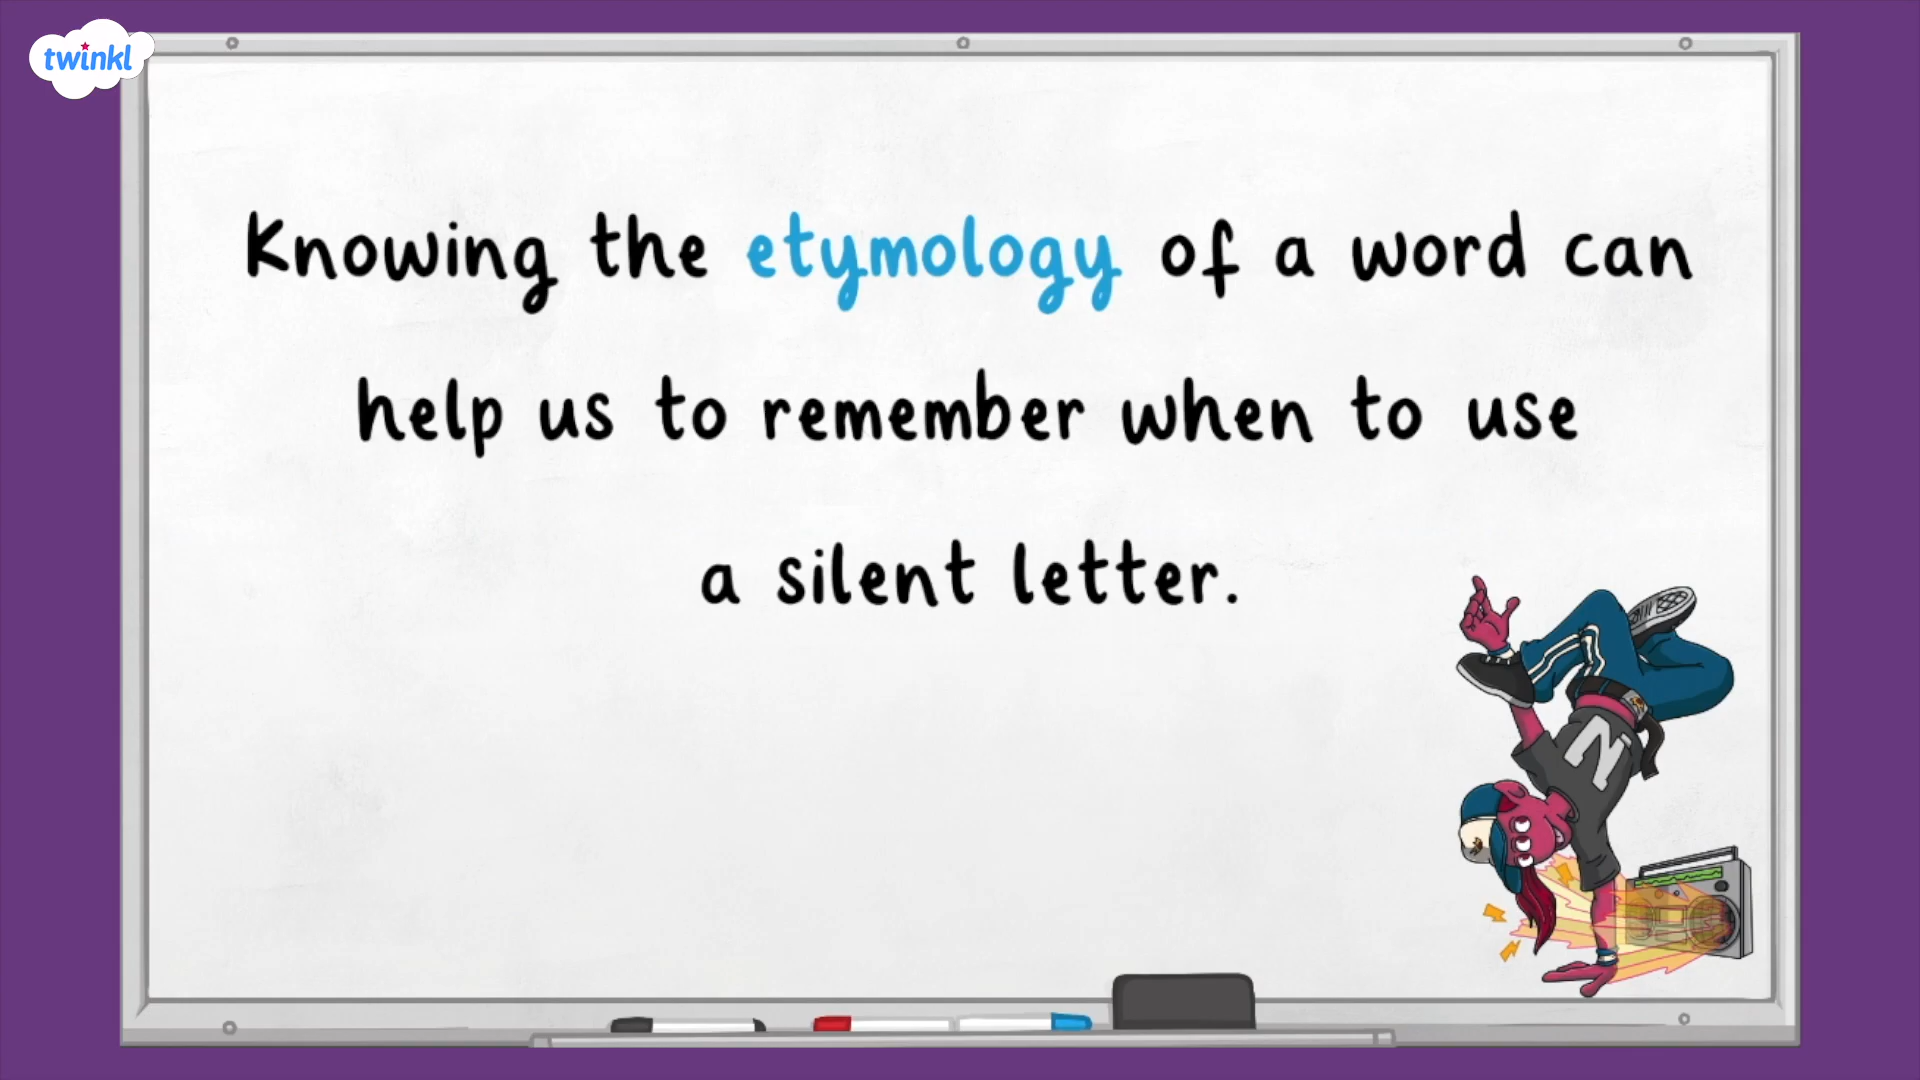 twinkl
Knowing the etymology of a word can
help us to remember when to use
a silent letter.
N